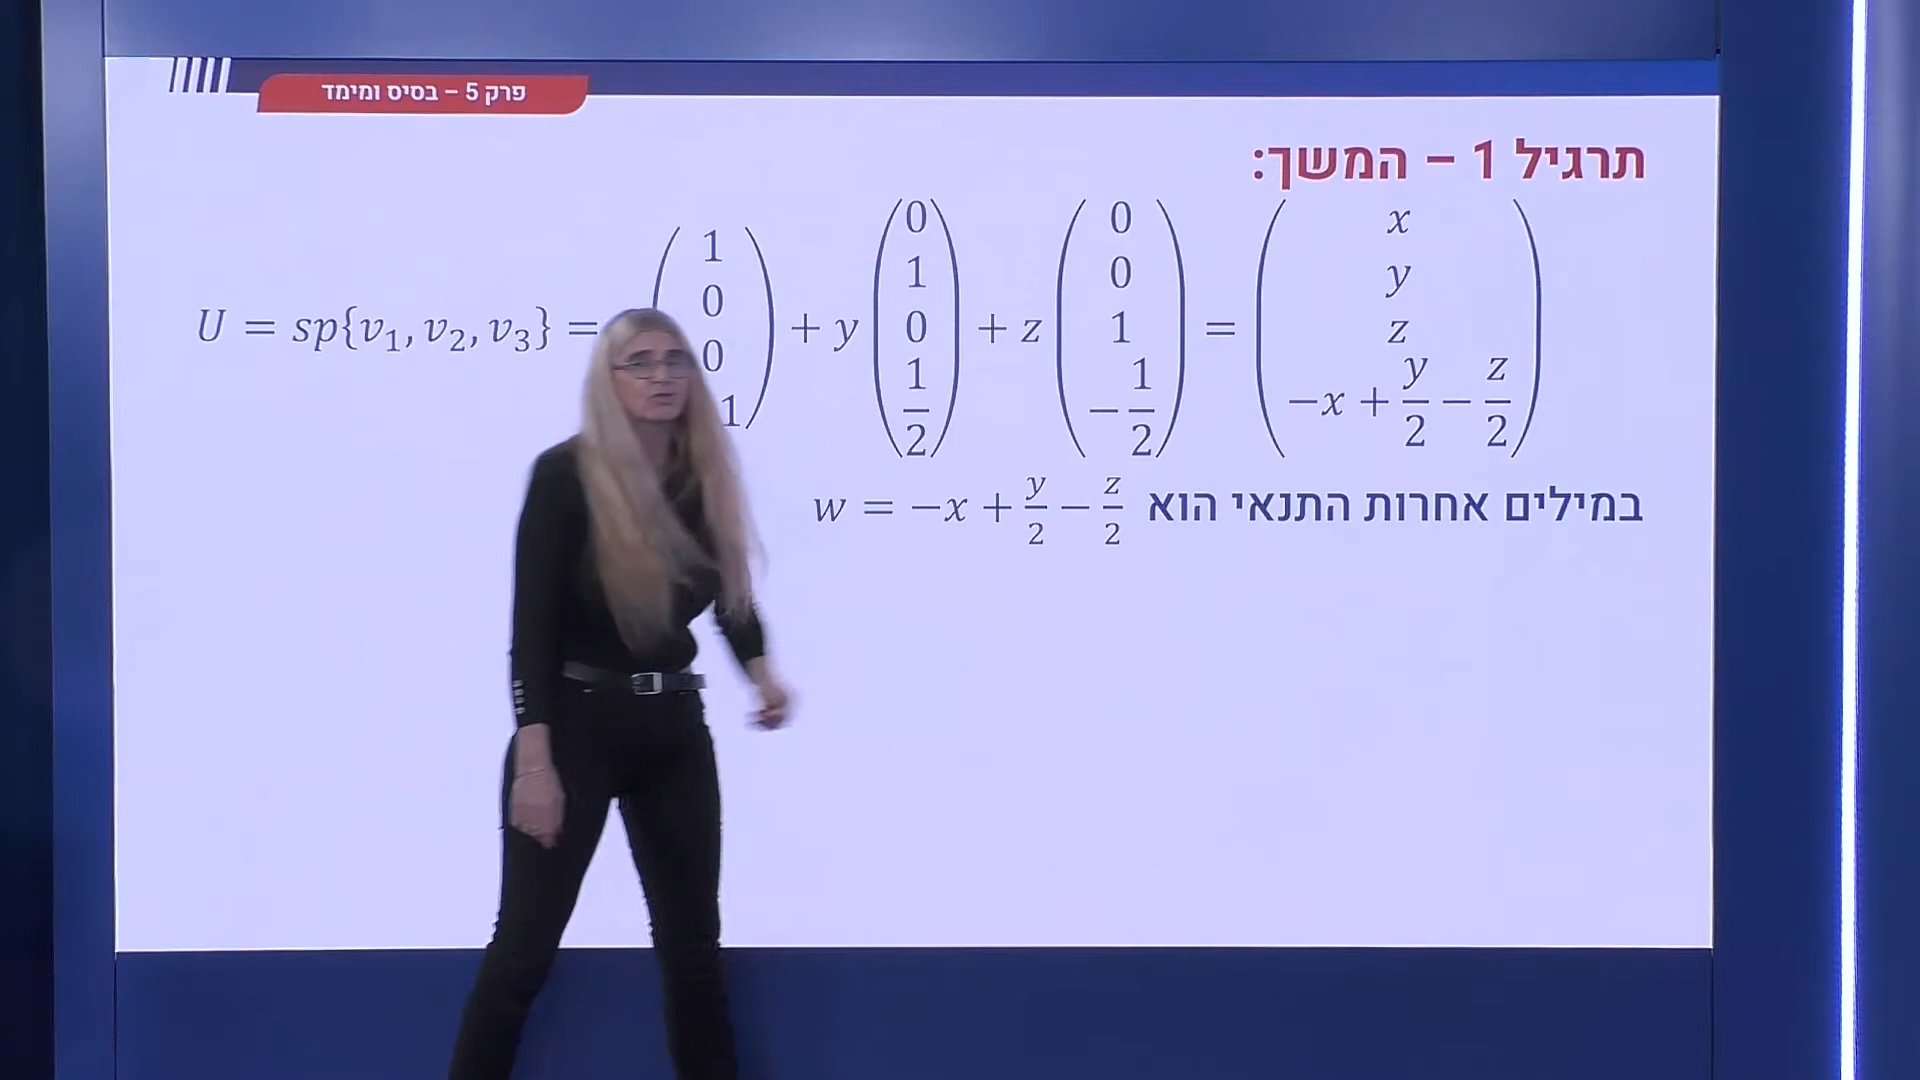 פרק 5 – בסיס ומימד
תרגיל 1 – המשך:
U = sp{v₁, v₂, v₃} = (1 0 0 1) + y (0 1 0 1/2) + z (0 0 1 −1/2) = (x y z −x + y/2 − z/2)
במילים אחרות התנאי הוא w = −x + y/2 − z/2